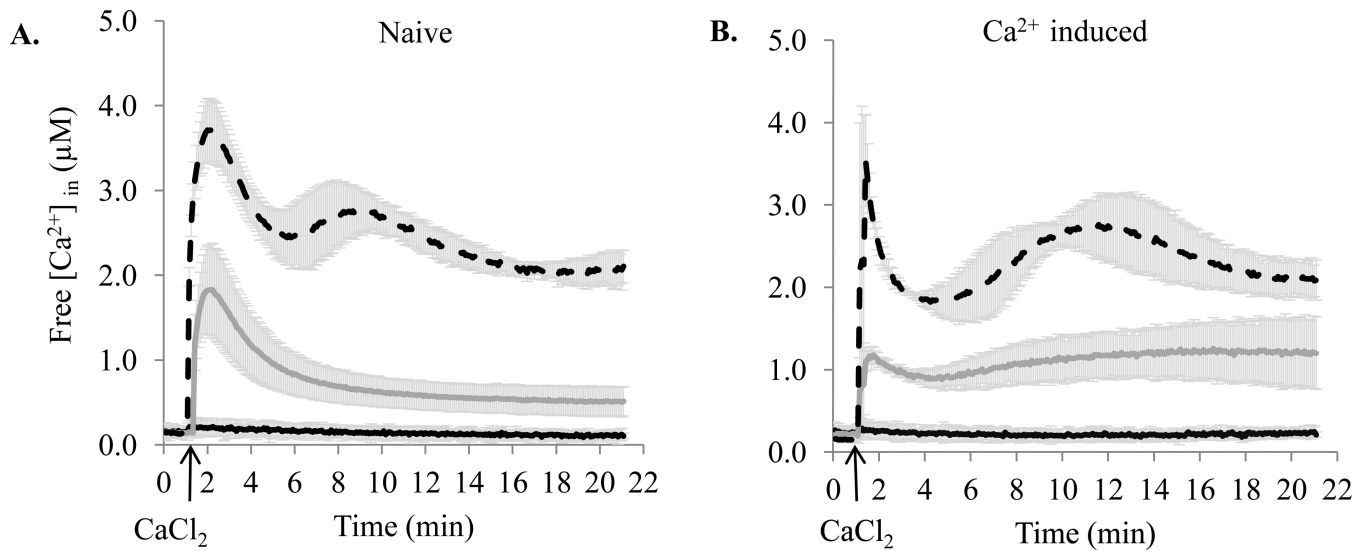 A.
Naive
Free [Ca²⁺] in (µM)
5.0
4.0
3.0
2.0
1.0
0.0
0 2 4 6 8 10 12 14 16 18 20 22
CaCl₂
Time (min)
B.
Ca²⁺ induced
5.0
4.0
3.0
2.0
1.0
0.0
0 2 4 6 8 10 12 14 16 18 20 22
CaCl₂
Time (min)